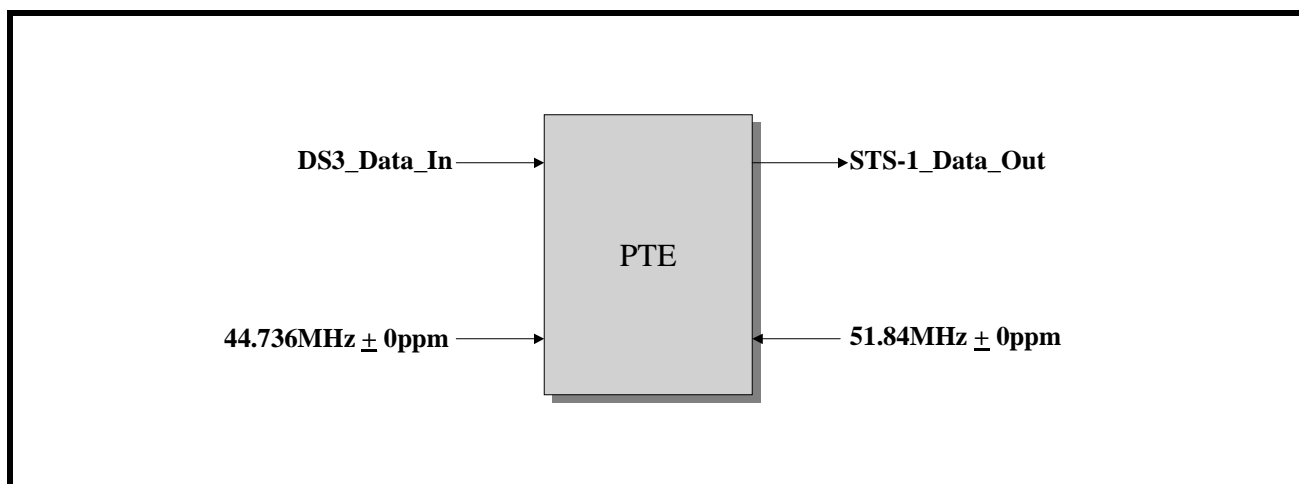 DS3_Data_In
STS-1_Data_Out
PTE
44.736MHz ± 0ppm
51.84MHz ± 0ppm